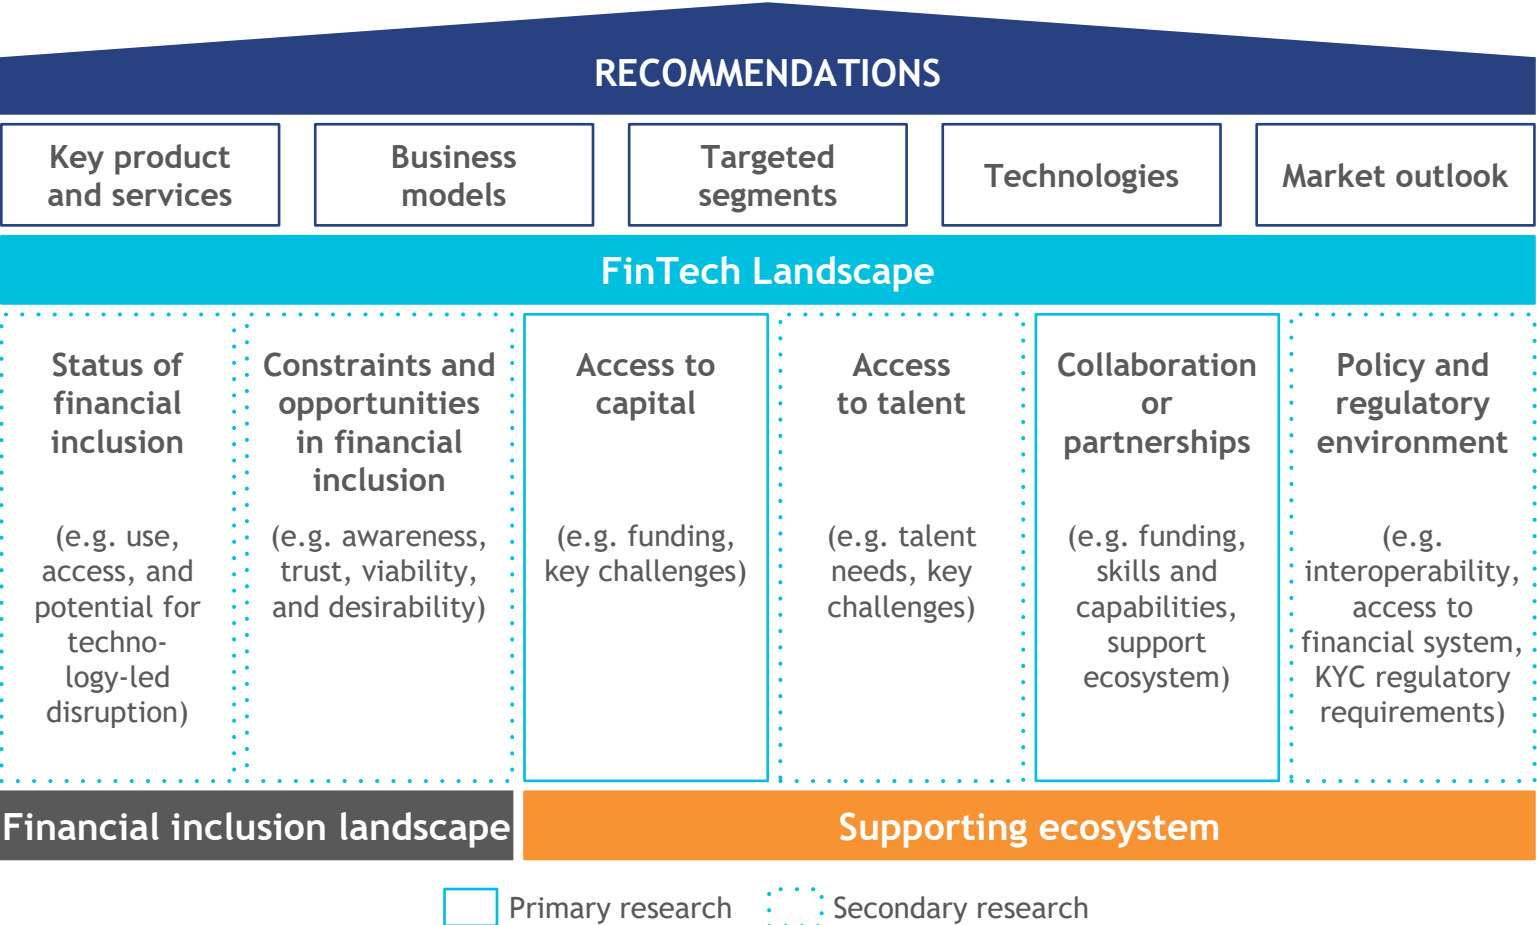 RECOMMENDATIONS
Key product
and services
Business
models
Targeted
segments
Technologies
Market outlook
FinTech Landscape
Status of
financial
inclusion
(e.g. use,
access, and
potential for
techno-
logy-led
disruption)
Constraints and
opportunities
in financial
inclusion
(e.g. awareness,
trust, viability,
and desirability)
Access to
capital
(e.g. funding,
key challenges)
Access
to talent
(e.g. talent
needs, key
challenges)
Collaboration
or
partnerships
(e.g. funding,
skills and
capabilities,
support
ecosystem)
Policy and
regulatory
environment
(e.g.
interoperability,
access to
financial system,
KYC regulatory
requirements)
Financial inclusion landscape
Supporting ecosystem
Primary research
Secondary research